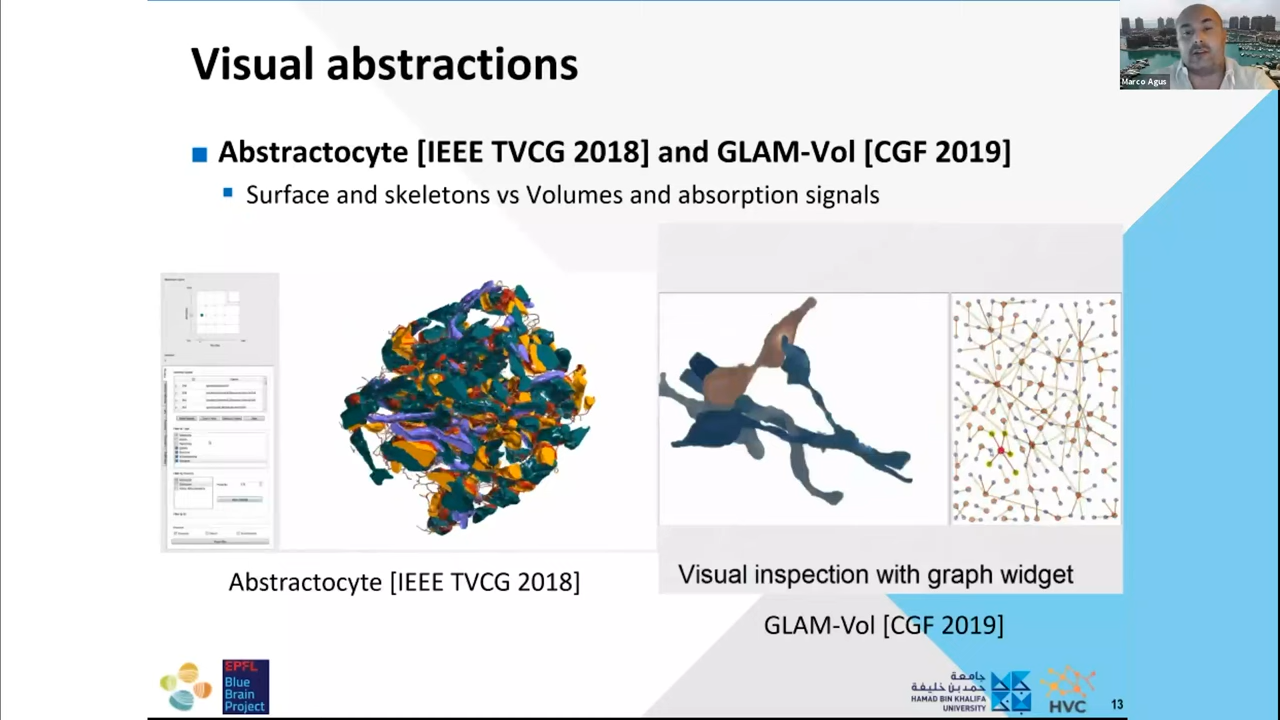 Marco Agus
Visual abstractions
Abstractocyte [IEEE TVCG 2018] and GLAM-Vol [CGF 2019]
Surface and skeletons vs Volumes and absorption signals
Visual inspection with graph widget
Abstractocyte [IEEE TVCG 2018]
GLAM-Vol [CGF 2019]
EPFL
Blue
Brain
Project
جامعة
حمد بن خليفة
HAMAD BIN KHALIFA
UNIVERSITY
HVC
13